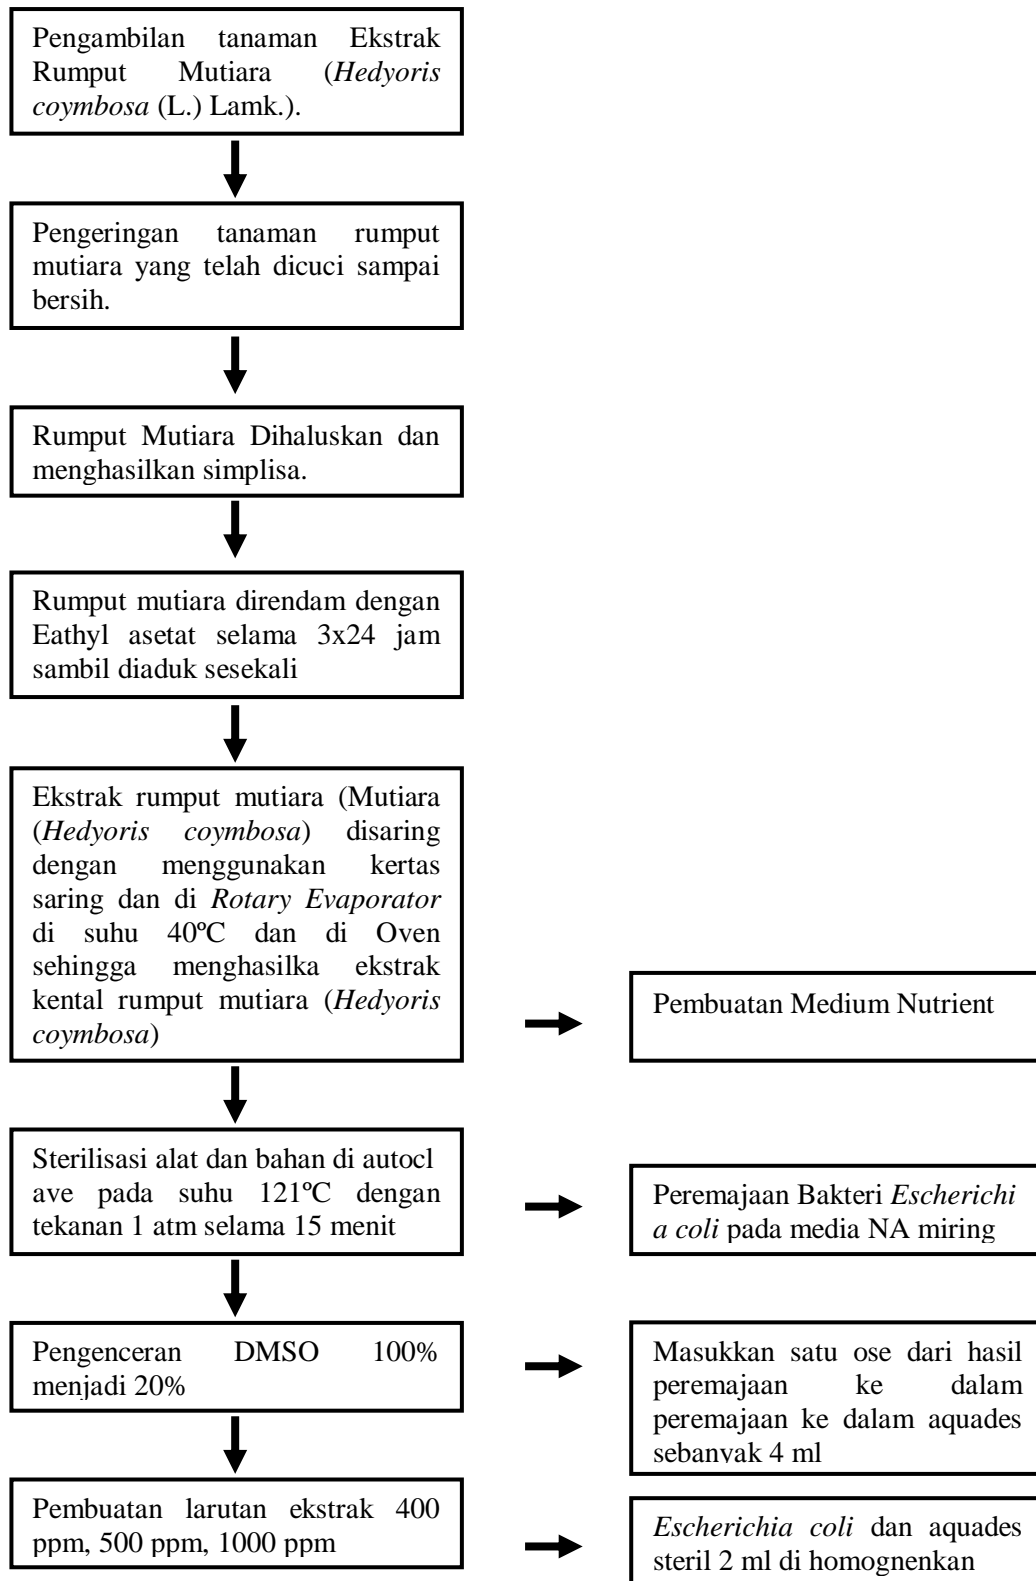 Pengambilan tanaman Ekstrak
Rumput Mutiara (Hedyoris
coymbosa (L.) Lamk.).
Pengeringan tanaman rumput
mutiara yang telah dicuci sampai
bersih.
Rumput Mutiara Dihaluskan dan
menghasilkan simplisa.
Rumput mutiara direndam dengan
Eathyl asetat selama 3x24 jam
sambil diaduk sesekali
Ekstrak rumput mutiara (Mutiara
(Hedyoris coymbosa) disaring
dengan menggunakan kertas
saring dan di Rotary Evaporator
di suhu 40ºC dan di Oven
sehingga menghasilka ekstrak
kental rumput mutiara (Hedyoris
coymbosa)
Pembuatan Medium Nutrient
Sterilisasi alat dan bahan di autocl
ave pada suhu 121ºC dengan
tekanan 1 atm selama 15 menit
Peremajaan Bakteri Escherichi
a coli pada media NA miring
Pengenceran DMSO 100%
menjadi 20%
Masukkan satu ose dari hasil
peremajaan ke dalam
peremajaan ke dalam aquades
sebanyak 4 ml
Pembuatan larutan ekstrak 400
ppm, 500 ppm, 1000 ppm
Escherichia coli dan aquades
steril 2 ml di homognenkan